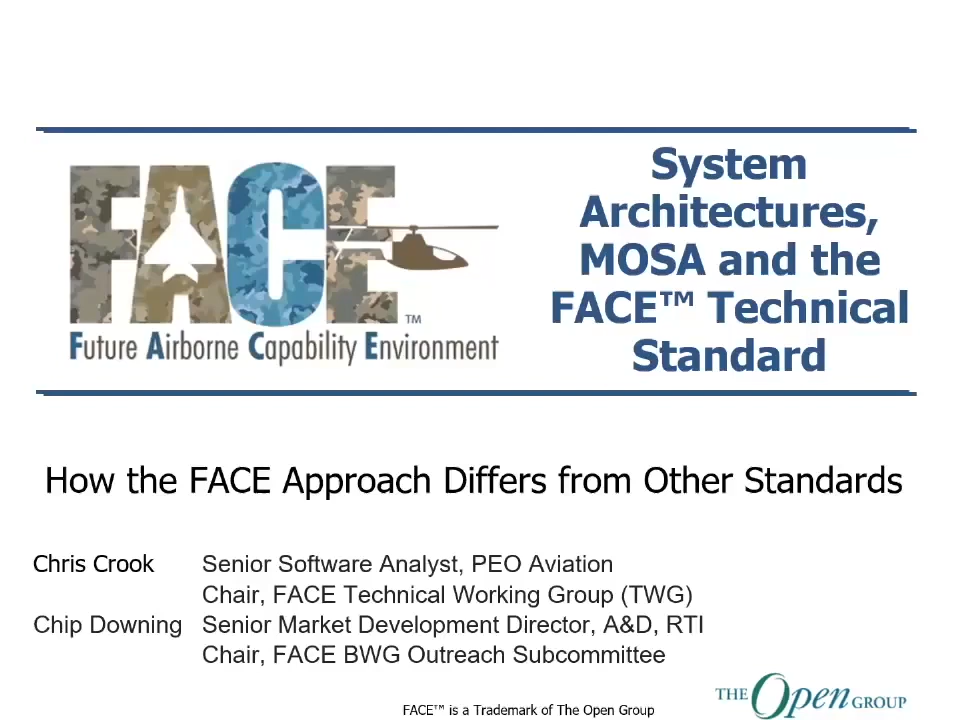 FACE™
Future Airborne Capability Environment
System
Architectures,
MOSA and the
FACE™ Technical
Standard
How the FACE Approach Differs from Other Standards
Chris Crook Senior Software Analyst, PEO Aviation
Chair, FACE Technical Working Group (TWG)
Chip Downing Senior Market Development Director, A&D, RTI
Chair, FACE BWG Outreach Subcommittee
FACE™ is a Trademark of The Open Group
THE Open GROUP